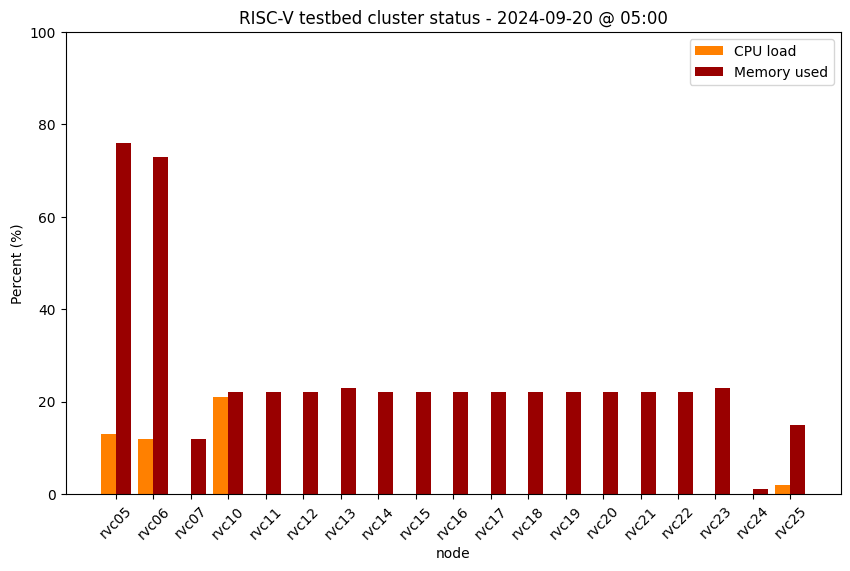 RISC-V testbed cluster status - 2024-09-20 @ 05:00
CPU load
Memory used
Percent (%)
100
80
60
40
20
0
rvc05
rvc06
rvc07
rvc10
rvc11
rvc12
rvc13
rvc14
rvc15
rvc16
rvc17
rvc18
rvc19
rvc20
rvc21
rvc22
rvc23
rvc24
rvc25
node